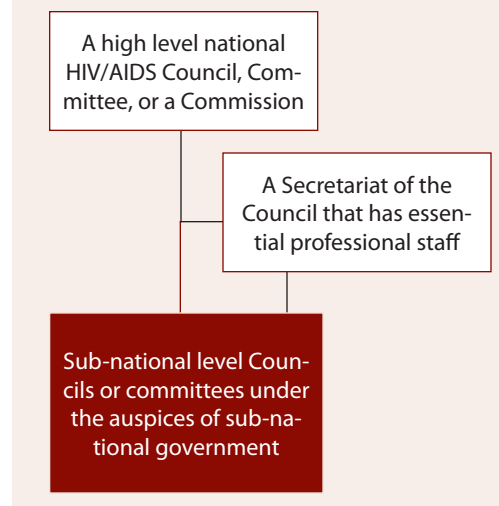 A high level national
HIV/AIDS Council, Com-
mittee, or a Commission
A Secretariat of the
Council that has essen-
tial professional staff
Sub-national level Coun-
cils or committees under
the auspices of sub-na-
tional government